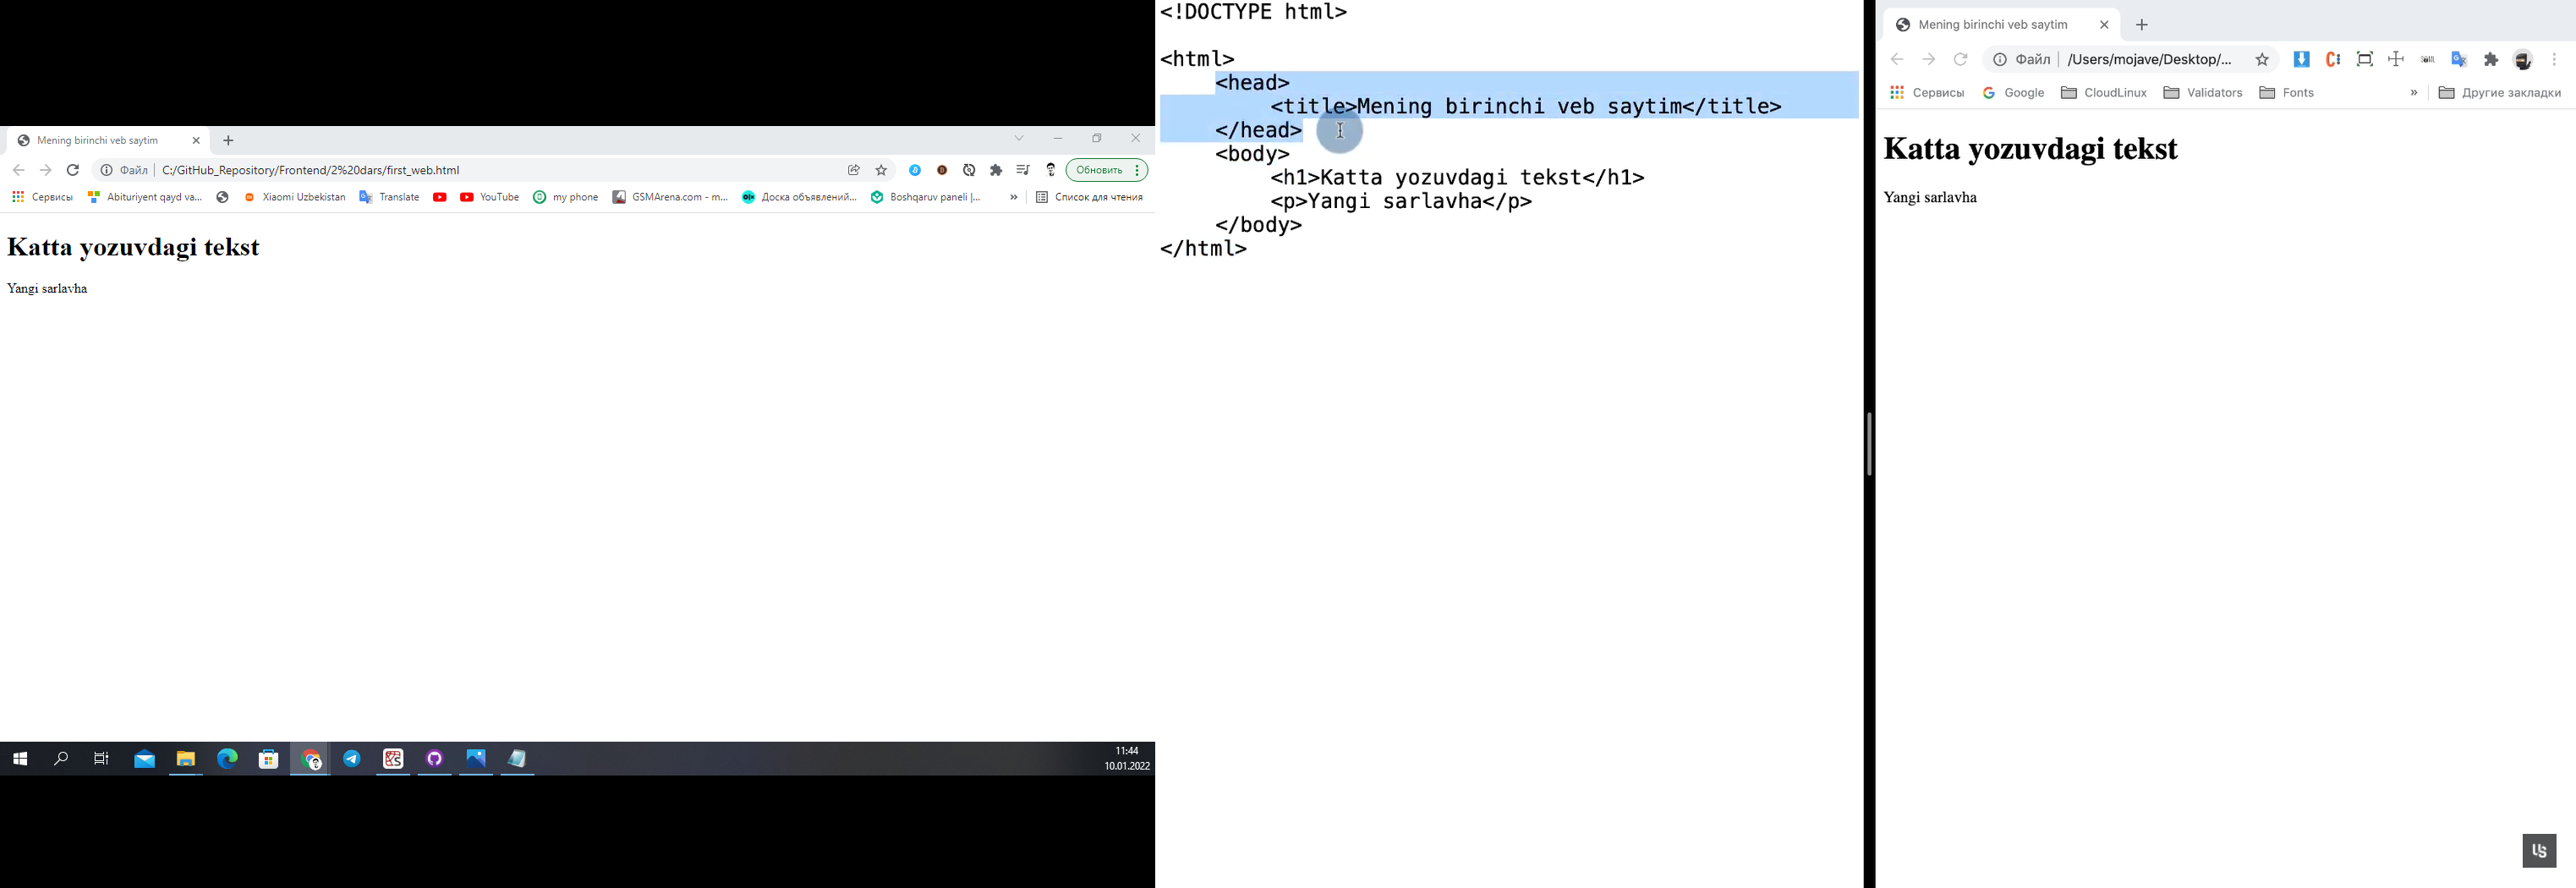 Mening birinchi veb saytim
Файл C:/GitHub_Repository/Frontend/2%20dars/first_web.html
Обновить
Сервисы Abituriyent qayd va... Xiaomi Uzbekistan Translate YouTube my phone GSMArena.com - m... Доска объявлений... Boshqaruv paneli |... » Список для чтения
Katta yozuvdagi tekst
Yangi sarlavha
11:44
10.01.2022
<!DOCTYPE html>
<html>
<head>
<title>Mening birinchi veb saytim</title>
</head>
<body>
<h1>Katta yozuvdagi tekst</h1>
<p>Yangi sarlavha</p>
</body>
</html>
Mening birinchi veb saytim
Файл /Users/mojave/Desktop/...
Сервисы Google CloudLinux Validators Fonts » Другие закладки
Katta yozuvdagi tekst
Yangi sarlavha